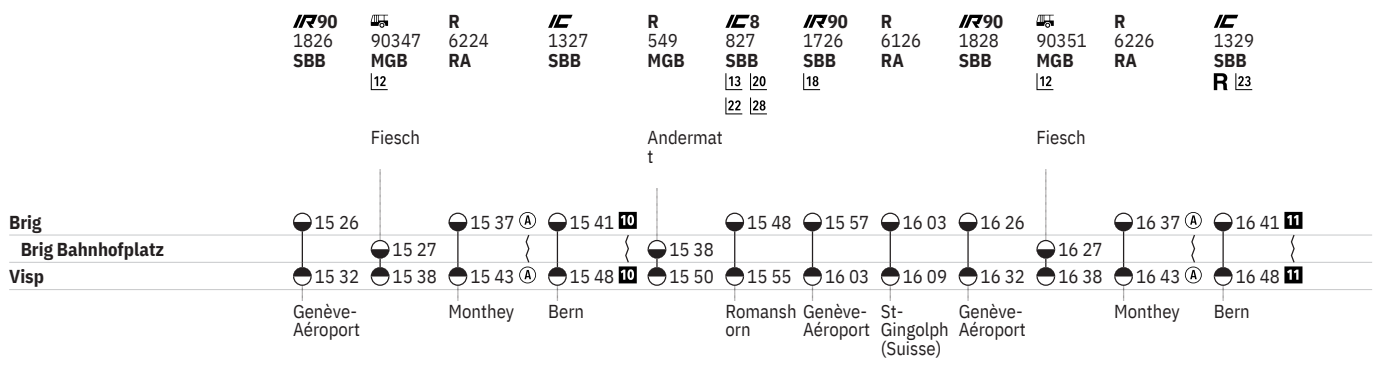 IR90 R IC R IC8 IR90 R IR90 R IC
1826 90347 6224 1327 549 827 1726 6126 1828 90351 6226 1329
SBB MGB RA SBB MGB SBB SBB RA SBB MGB RA SBB
12 13 20 18 12 R 23
22 28
Fiesch Andermat Fiesch
t
Brig 15 26 15 37 A 15 41 10 15 48 15 57 16 03 16 26 16 37 A 16 41 11
Brig Bahnhofplatz 15 27 15 38 16 27
Visp 15 32 15 38 15 43 A 15 48 10 15 50 15 55 16 03 16 09 16 32 16 38 16 43 A 16 48 11
Genève- Monthey Bern Romansh Genève- St- Genève- Monthey Bern
Aéroport orn Aéroport Gingolph Aéroport
(Suisse)